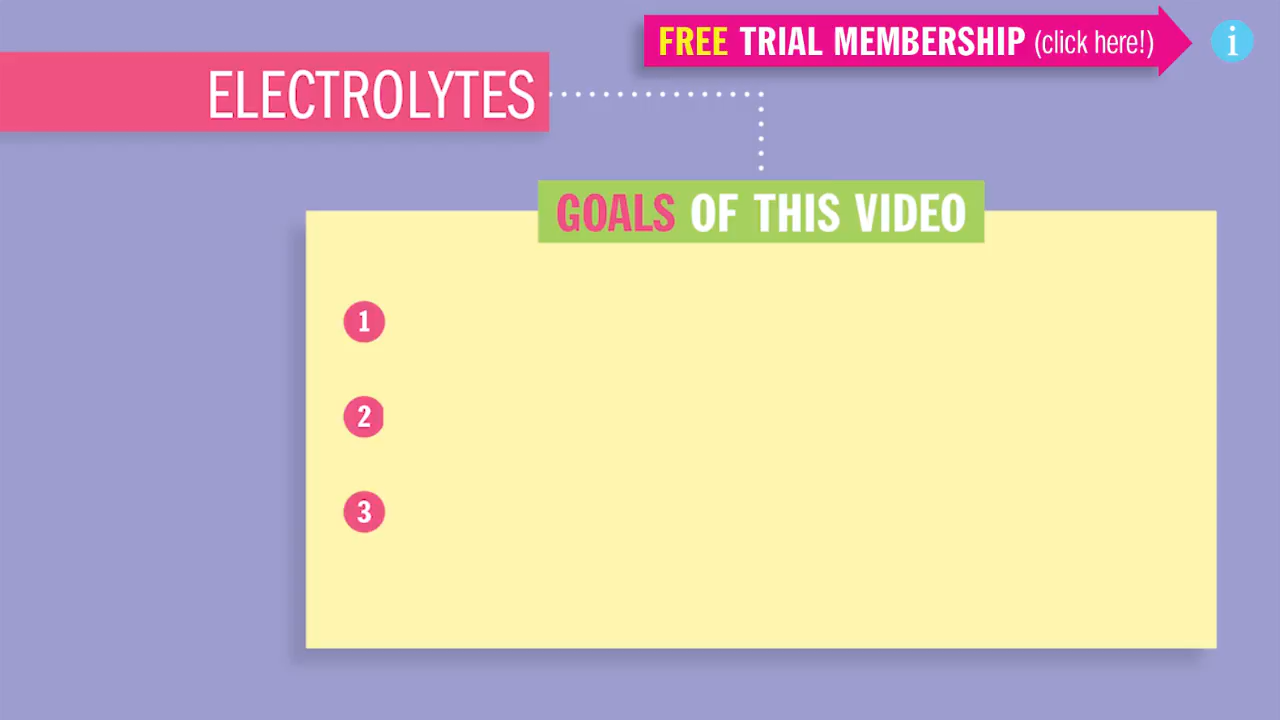 FREE TRIAL MEMBERSHIP (click here!) i
ELECTROLYTES
GOALS OF THIS VIDEO
1
2
3